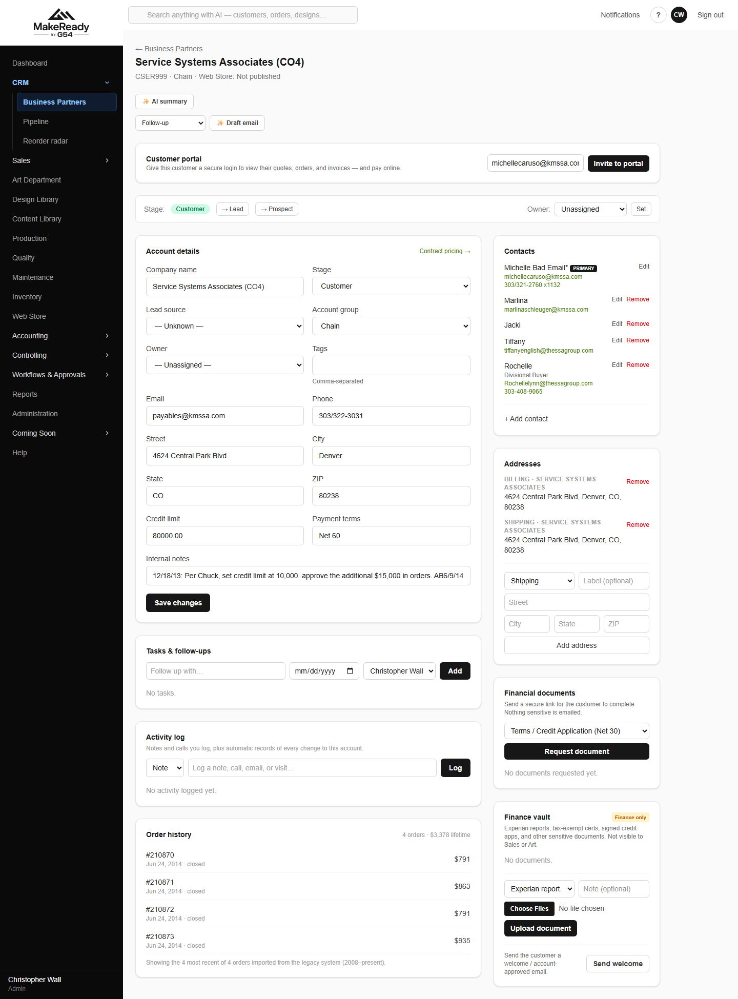 MakeReady
BY G54
Search anything with AI — customers, orders, designs...
Notifications
?
CW
Sign out
Dashboard
CRM
Business Partners
Pipeline
Reorder radar
Sales
Art Department
Design Library
Content Library
Production
Quality
Maintenance
Inventory
Web Store
Accounting
Controlling
Workflows & Approvals
Reports
Administration
Coming Soon
Help
Christopher Wall
Admin
← Business Partners
Service Systems Associates (CO4)
CSER999 · Chain · Web Store: Not published
✨ AI summary
Follow-up
✨ Draft email
Customer portal
Give this customer a secure login to view their quotes, orders, and invoices — and pay online.
michellecaruso@kmssa.cor
Invite to portal
Stage:
Customer
→ Lead
→ Prospect
Owner:
Unassigned
Set
Account details
Contract pricing →
Company name
Stage
Service Systems Associates (CO4)
Customer
Lead source
Account group
— Unknown —
Chain
Owner
Tags
— Unassigned —
Comma-separated
Email
Phone
payables@kmssa.com
303/322-3031
Street
City
4624 Central Park Blvd
Denver
State
ZIP
CO
80238
Credit limit
Payment terms
80000.00
Net 60
Internal notes
12/18/13: Per Chuck, set credit limit at 10,000. approve the additional $15,000 in orders. AB6/9/14
Save changes
Tasks & follow-ups
Follow up with...
mm/dd/yyyy
Christopher Wall
Add
No tasks.
Activity log
Notes and calls you log, plus automatic records of every change to this account.
Note
Log a note, call, email, or visit...
Log
No activity logged yet.
Order history
4 orders · $3,378 lifetime
#210870
Jun 24, 2014 · closed
$791
#210871
Jun 24, 2014 · closed
$863
#210872
Jun 24, 2014 · closed
$791
#210873
Jun 24, 2014 · closed
$935
Showing the 4 most recent of 4 orders imported from the legacy system (2008–present).
Contacts
Michelle Bad Email* PRIMARY
Edit
michellecaruso@kmssa.com
303/321-2760 x1132
Marlina
Edit Remove
marlinaschleuger@kmssa.com
Jacki
Edit Remove
Tiffany
Edit Remove
tiffanyenglish@thessagroup.com
Rochelle
Edit Remove
Divisional Buyer
Rochellelynn@thessagroup.com
303-408-9065
+ Add contact
Addresses
BILLING · SERVICE SYSTEMS
ASSOCIATES
Remove
4624 Central Park Blvd, Denver, CO,
80238
SHIPPING · SERVICE SYSTEMS
ASSOCIATES
Remove
4624 Central Park Blvd, Denver, CO,
80238
Shipping
Label (optional)
Street
City
State
ZIP
Add address
Financial documents
Send a secure link for the customer to complete.
Nothing sensitive is emailed.
Terms / Credit Application (Net 30)
Request document
No documents requested yet.
Finance vault
Finance only
Experian reports, tax-exempt certs, signed credit
apps, and other sensitive documents. Not visible to
Sales or Art.
No documents.
Experian report
Note (optional)
Choose Files
No file chosen
Upload document
Send the customer a
welcome / account-
approved email.
Send welcome